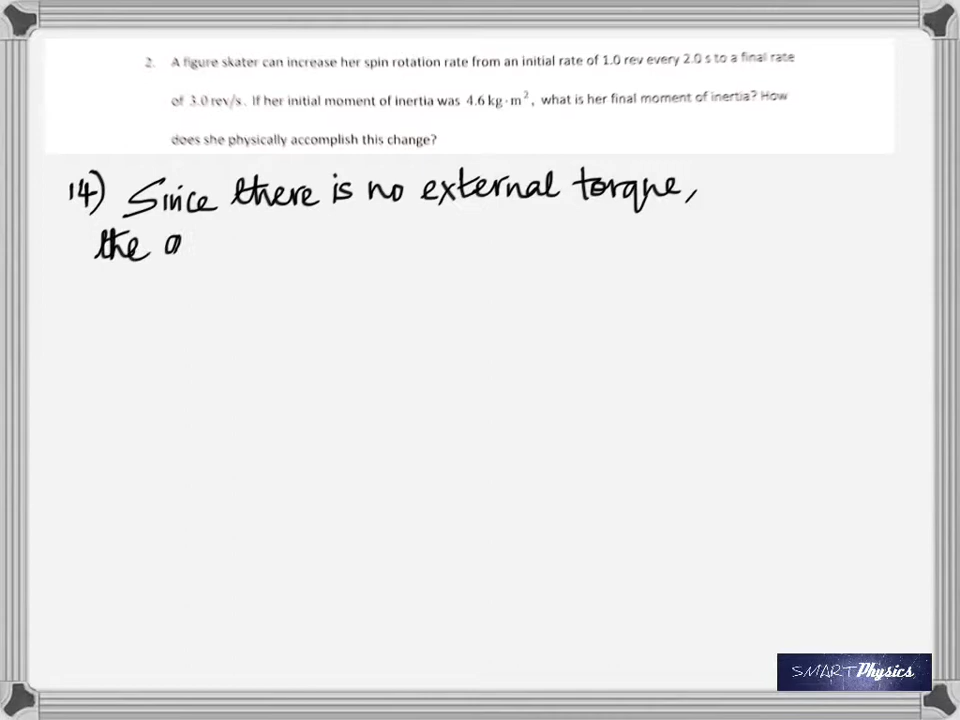 2. A figure skater can increase her spin rotation rate from an initial rate of 1.0 rev every 2.0 s to a final rate
of 3.0 rev/s. If her initial moment of inertia was 4.6 kg·m², what is her final moment of inertia? How
does she physically accomplish this change?
14) Since there is no external torque,
the a
SMART Physics